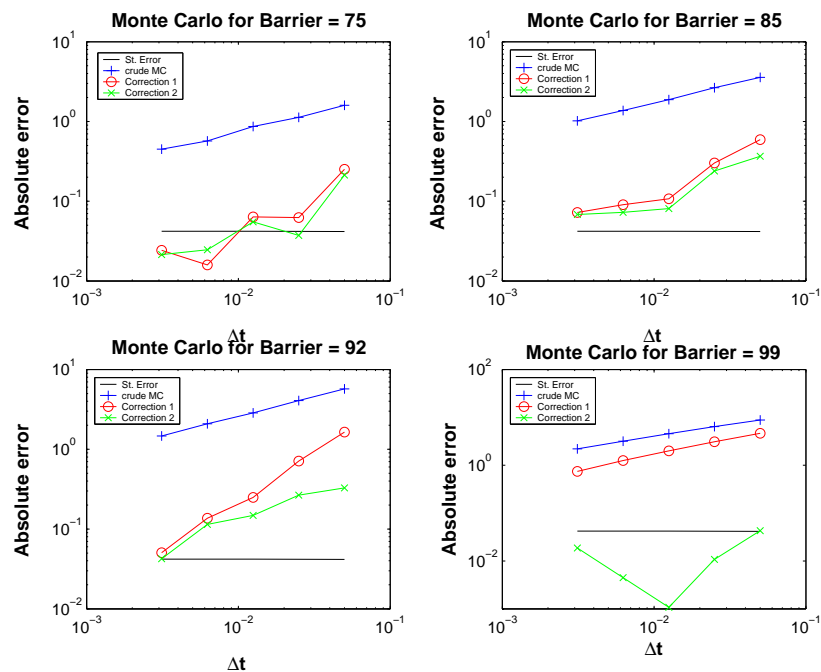 Monte Carlo for Barrier = 75
St. Error
crude MC
Correction 1
Correction 2
Absolute error
10^1
10^0
10^−1
10^−2
10^−3
10^−2
10^−1
Δt
Monte Carlo for Barrier = 85
St. Error
crude MC
Correction 1
Correction 2
Absolute error
10^1
10^0
10^−1
10^−2
10^−3
10^−2
10^−1
Δt
Monte Carlo for Barrier = 92
St. Error
crude MC
Correction 1
Correction 2
Absolute error
10^1
10^0
10^−1
10^−2
10^−3
10^−2
10^−1
Δt
Monte Carlo for Barrier = 99
St. Error
crude MC
Correction 1
Correction 2
Absolute error
10^2
10^0
10^−2
10^−3
10^−2
10^−1
Δt